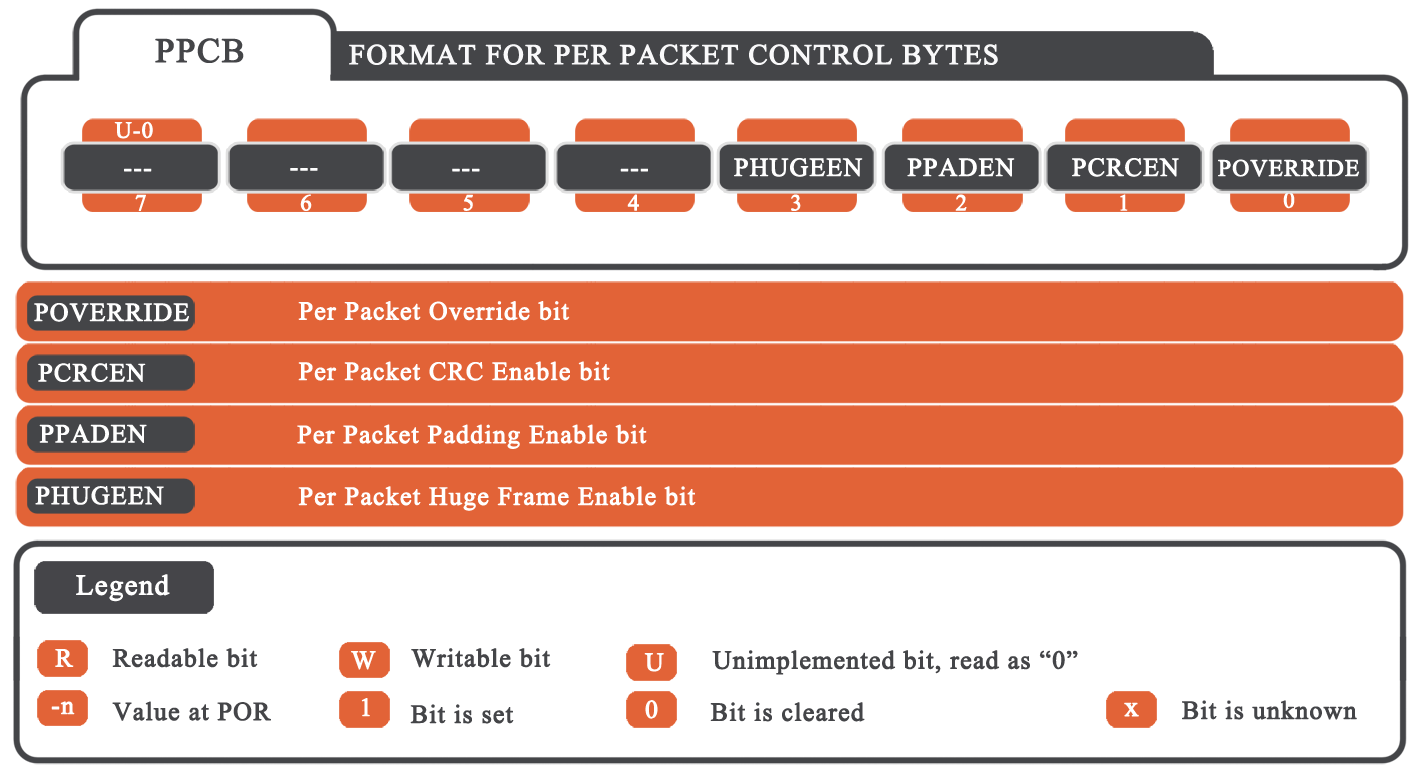 PPCB FORMAT FOR PER PACKET CONTROL BYTES
U-0
--- --- --- --- PHUGEEN PPADEN PCRCEN POVERRIDE
7 6 5 4 3 2 1 0
POVERRIDE Per Packet Override bit
PCRCEN Per Packet CRC Enable bit
PPADEN Per Packet Padding Enable bit
PHUGEEN Per Packet Huge Frame Enable bit
Legend
R Readable bit W Writable bit U Unimplemented bit, read as “0”
-n Value at POR 1 Bit is set 0 Bit is cleared x Bit is unknown